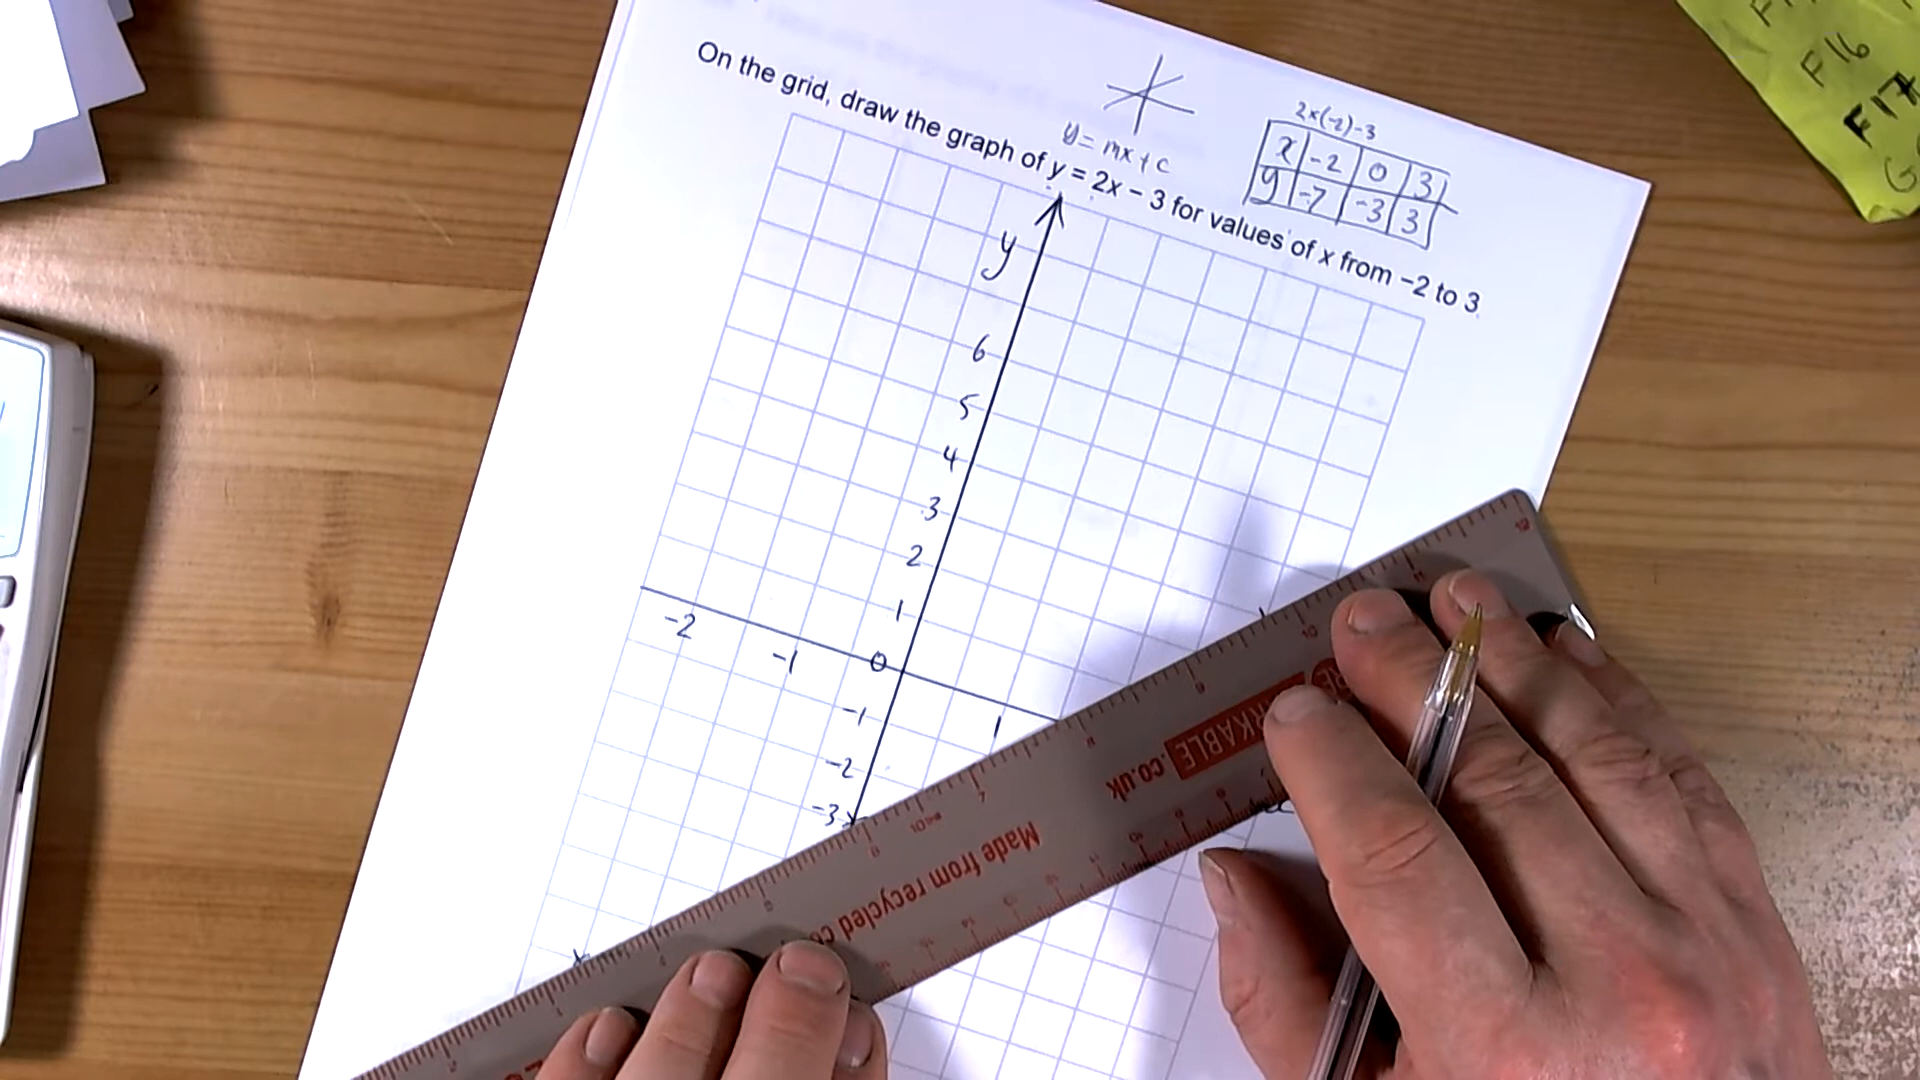 2x(-2)-3
x -2 0 3
y -7 -3 3
y = mx + c
On the grid, draw the graph of y = 2x − 3 for values of x from −2 to 3
y
6
5
4
3
2
1
-2 -1 0 1
-1
-2
-3
RKABLE .co.uk
Made from recycled
F16
F17